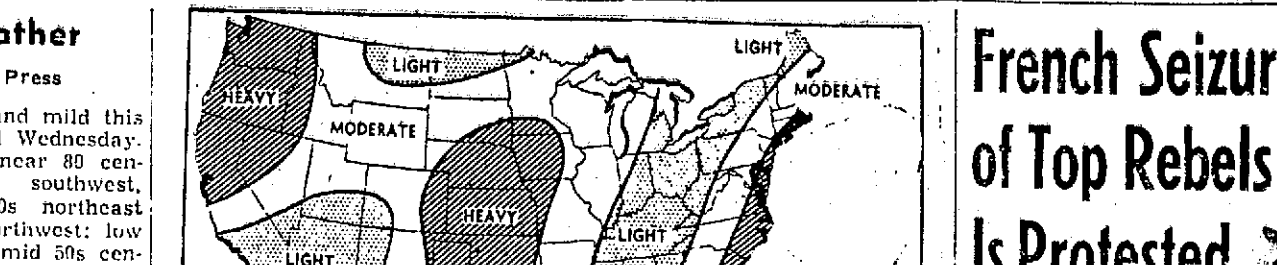 ather
Press
and mild this
Wednesday.
near 80 cen-
southwest,
0s northeast
rthwest: low
mid 50s cen-
LIGHT
LIGHT
HEAVY
MODERATE
MODERATE
HEAVY
LIGHT
LIGHT
French Seizur
of Top Rebels
Is Protested